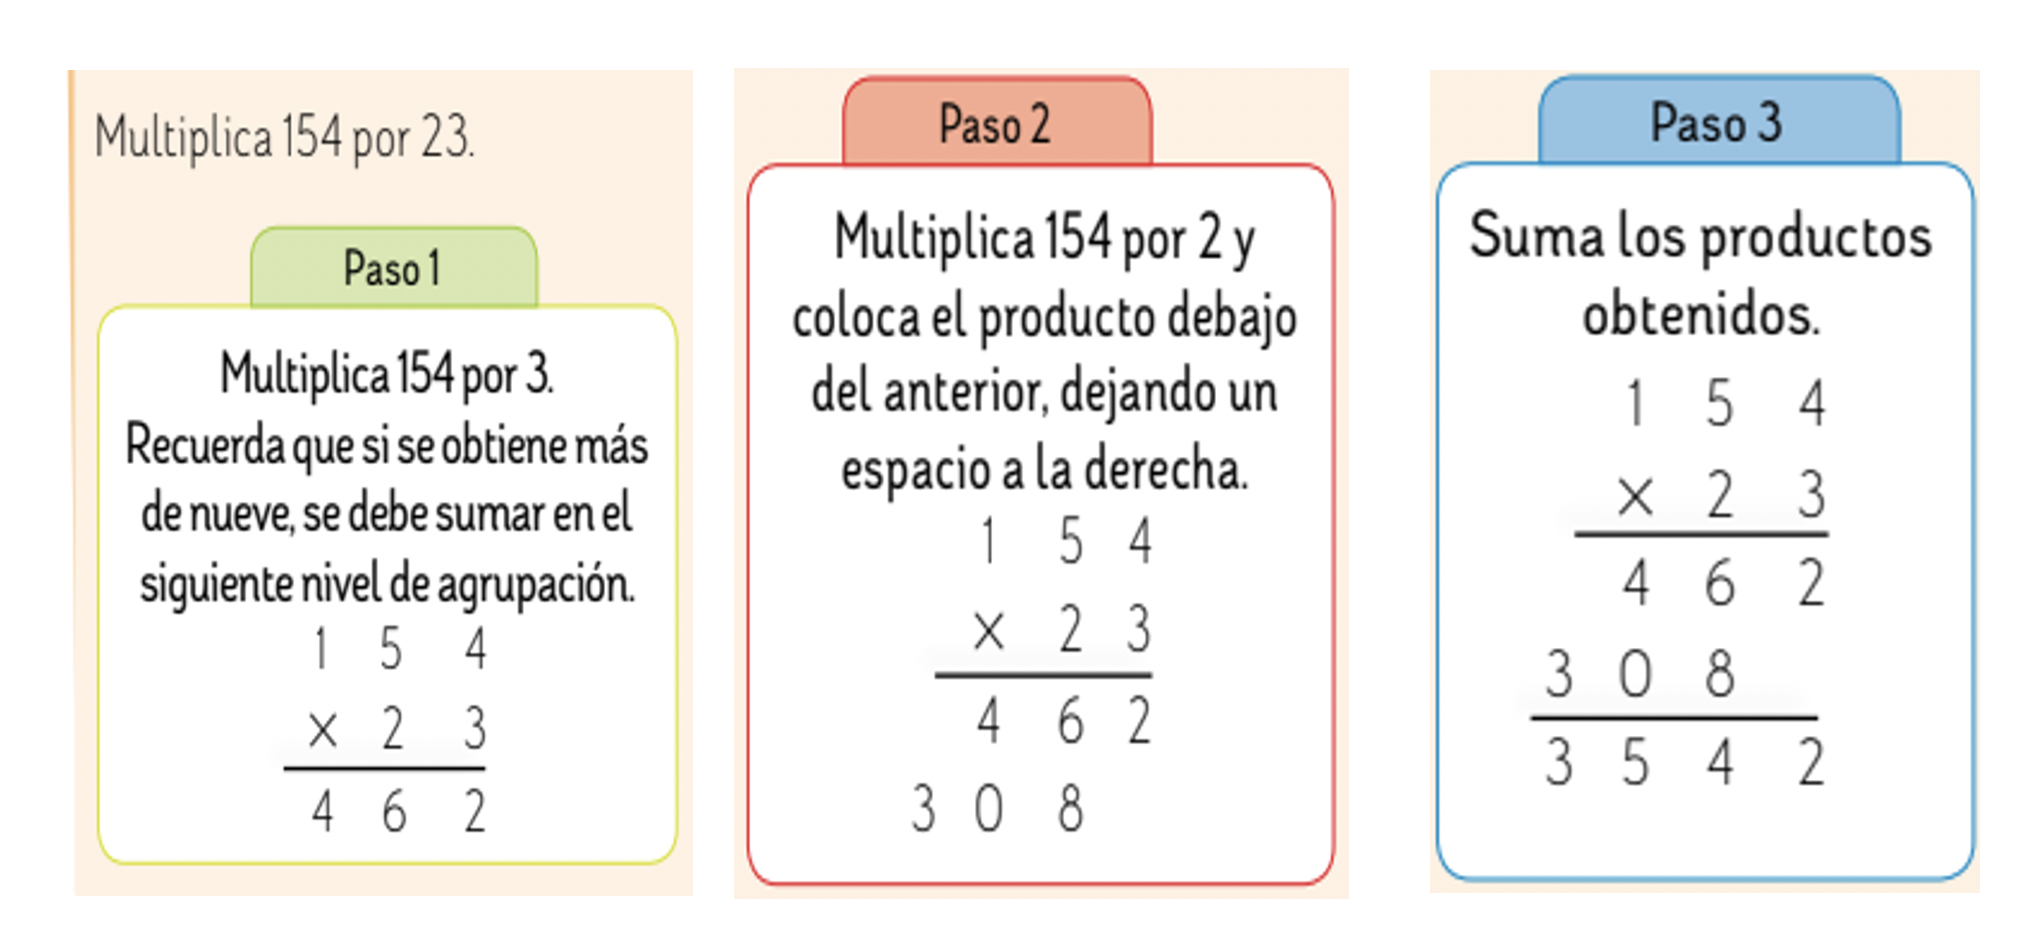 Multiplica 154 por 23.
Paso 1
Multiplica 154 por 3.
Recuerda que si se obtiene más
de nueve, se debe sumar en el
siguiente nivel de agrupación.
1 5 4
× 2 3
4 6 2
Paso 2
Multiplica 154 por 2 y
coloca el producto debajo
del anterior, dejando un
espacio a la derecha.
1 5 4
× 2 3
4 6 2
3 0 8
Paso 3
Suma los productos
obtenidos.
1 5 4
× 2 3
4 6 2
3 0 8
3 5 4 2